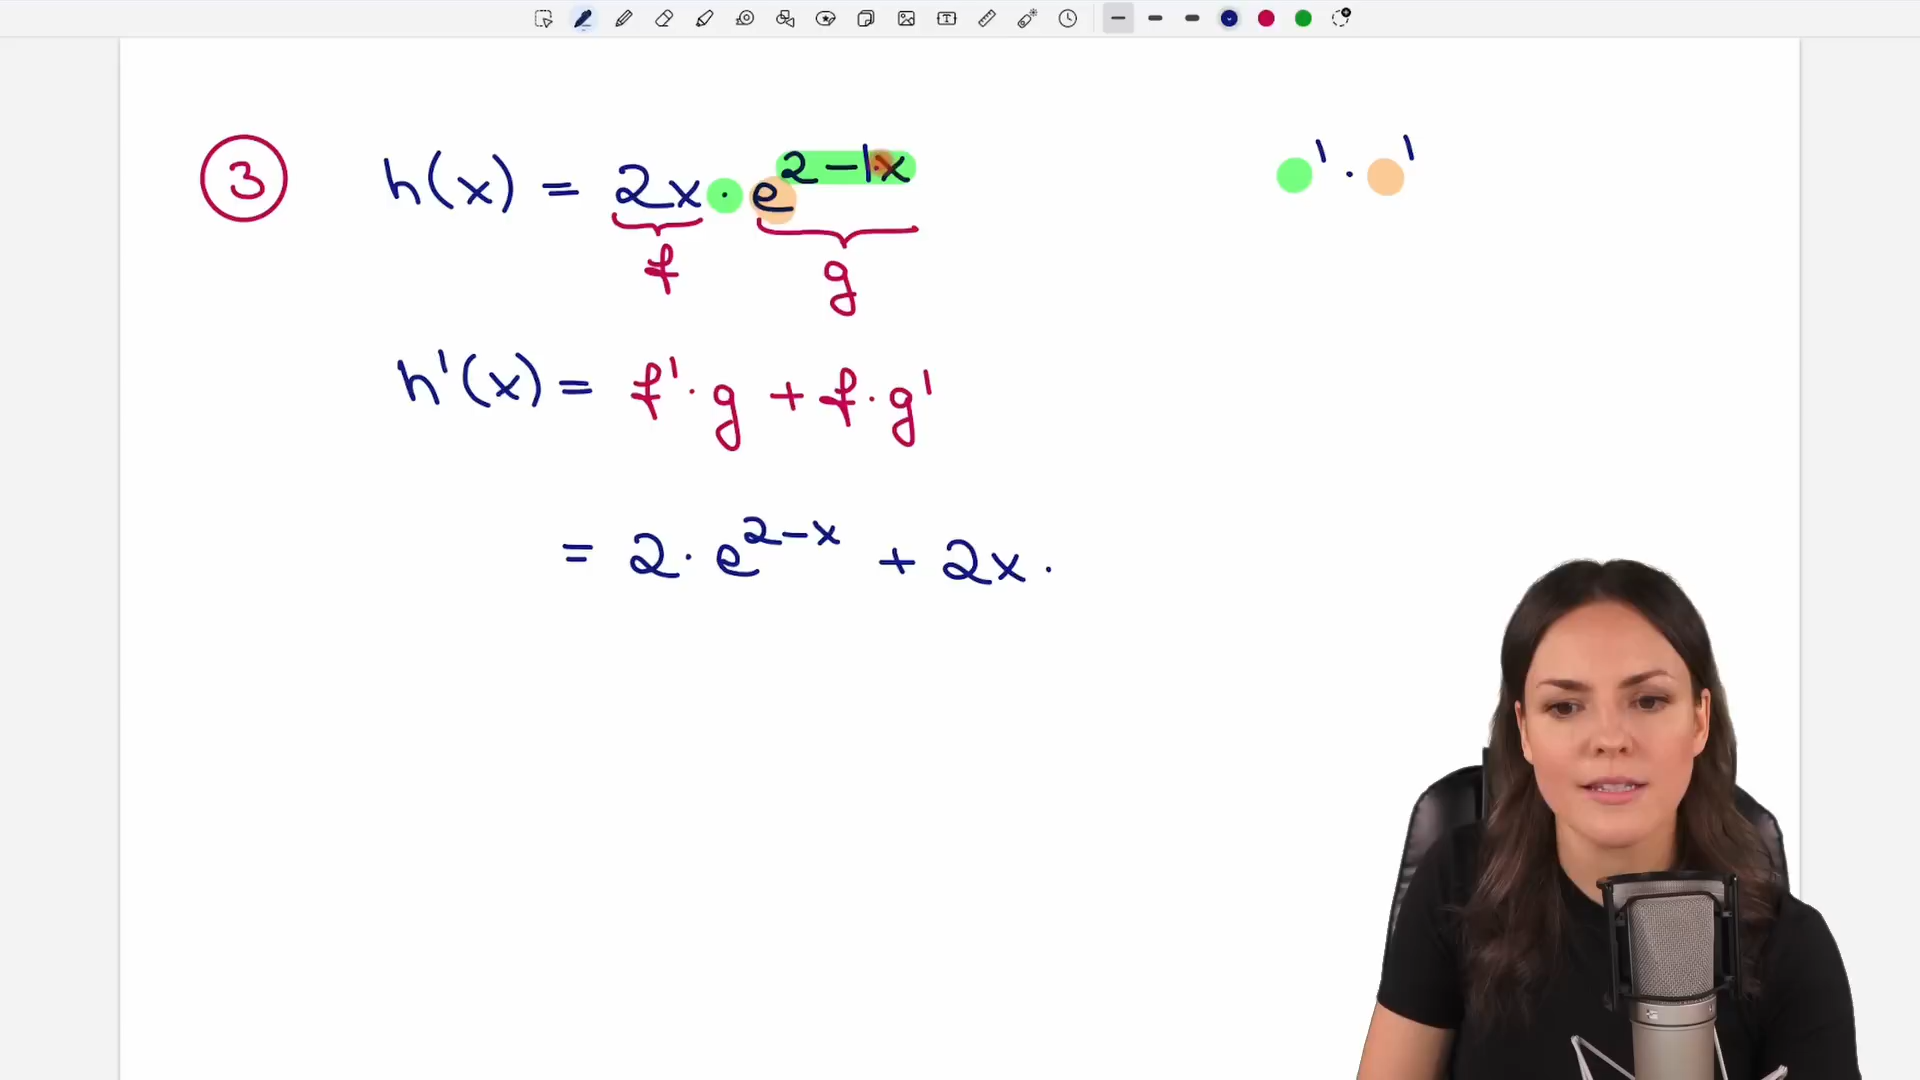 ③ h(x) = 2x · e^{2-1·x}
●' · ●'
f g
h'(x) = f' · g + f · g'
= 2 · e^{2-x} + 2x ·